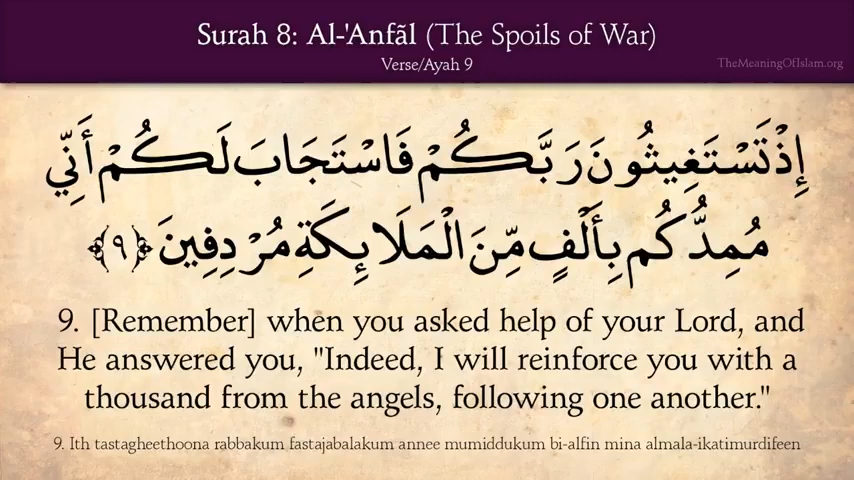 Surah 8: Al-'Anfãl (The Spoils of War)
Verse/Ayah 9
TheMeaningOfIslam.org
إِذْ تَسْتَغِيثُونَ رَبَّكُمْ فَاسْتَجَابَ لَكُمْ أَنِّي
مُمِدُّكُم بِأَلْفٍ مِّنَ الْمَلَائِكَةِ مُرْدِفِينَ ﴿٩﴾
9. [Remember] when you asked help of your Lord, and
He answered you, "Indeed, I will reinforce you with a
thousand from the angels, following one another."
9. Ith tastagheethoona rabbakum fastajabalakum annee mumiddukum bi-alfin mina almala-ikatimurdifeen